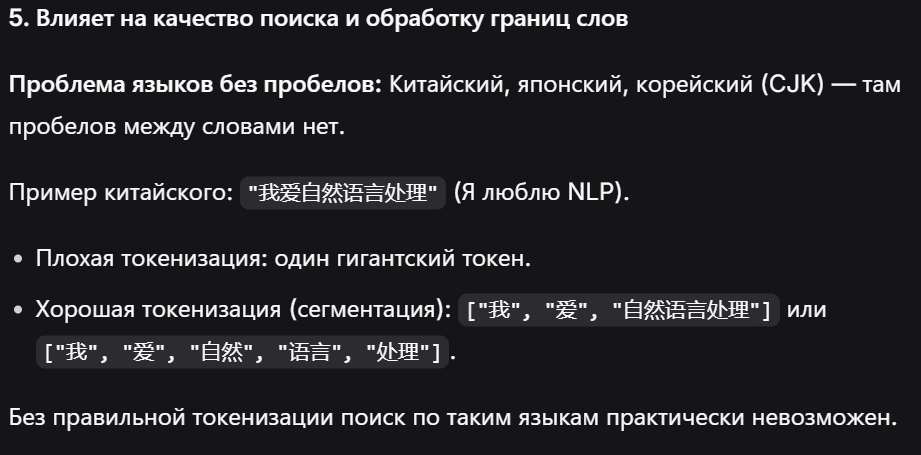 5. Влияет на качество поиска и обработку границ слов
Проблема языков без пробелов: Китайский, японский, корейский (CJK) — там
пробелов между словами нет.
Пример китайского: "我爱自然语言处理" (Я люблю NLP).
• Плохая токенизация: один гигантский токен.
• Хорошая токенизация (сегментация): ["我", "爱", "自然语言处理"] или
["我", "爱", "自然", "语言", "处理"].
Без правильной токенизации поиск по таким языкам практически невозможен.